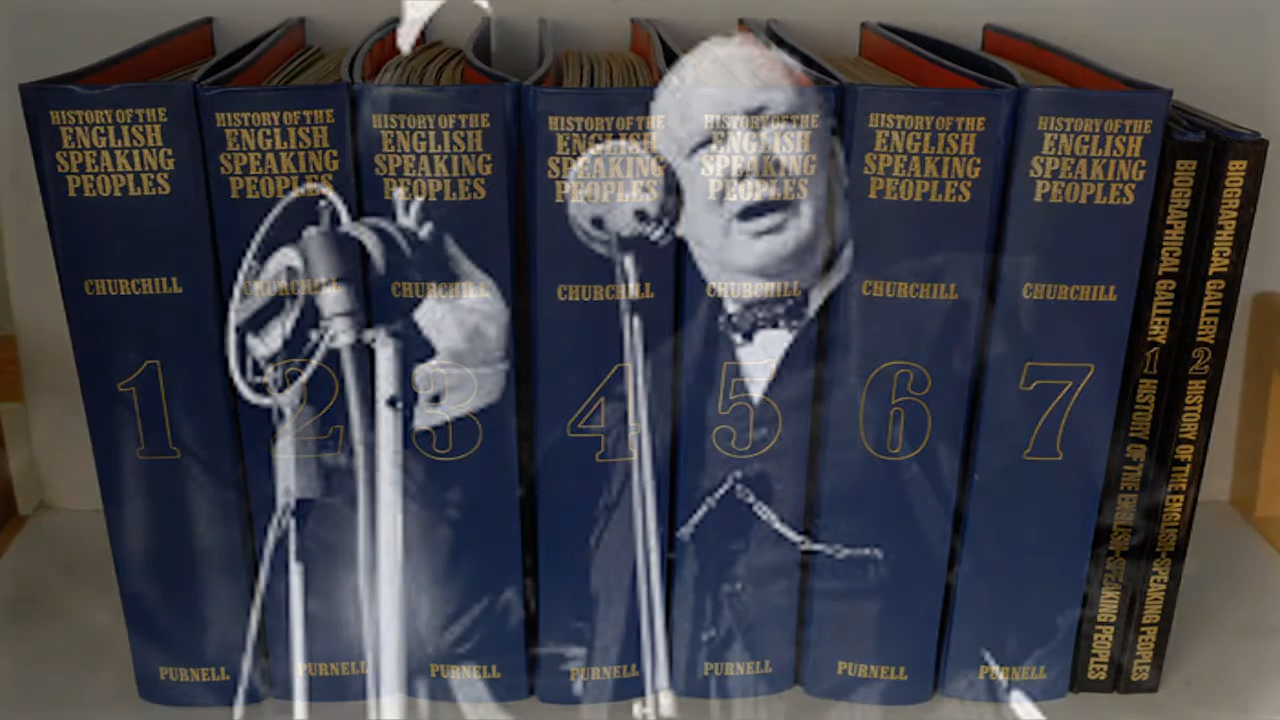 HISTORY OF THE
ENGLISH
SPEAKING
PEOPLES
CHURCHILL
1
PURNELL
HISTORY OF THE
ENGLISH
SPEAKING
PEOPLES
CHURCHILL
2
PURNELL
HISTORY OF THE
ENGLISH
SPEAKING
PEOPLES
CHURCHILL
3
PURNELL
HISTORY OF THE
ENGLISH
SPEAKING
PEOPLES
CHURCHILL
4
PURNELL
HISTORY OF THE
ENGLISH
SPEAKING
PEOPLES
CHURCHILL
5
PURNELL
HISTORY OF THE
ENGLISH
SPEAKING
PEOPLES
CHURCHILL
6
PURNELL
HISTORY OF THE
ENGLISH
SPEAKING
PEOPLES
CHURCHILL
7
PURNELL
BIOGRAPHICAL GALLERY 1 HISTORY OF THE ENGLISH-SPEAKING PEOPLES
BIOGRAPHICAL GALLERY 2 HISTORY OF THE ENGLISH-SPEAKING PEOPLES